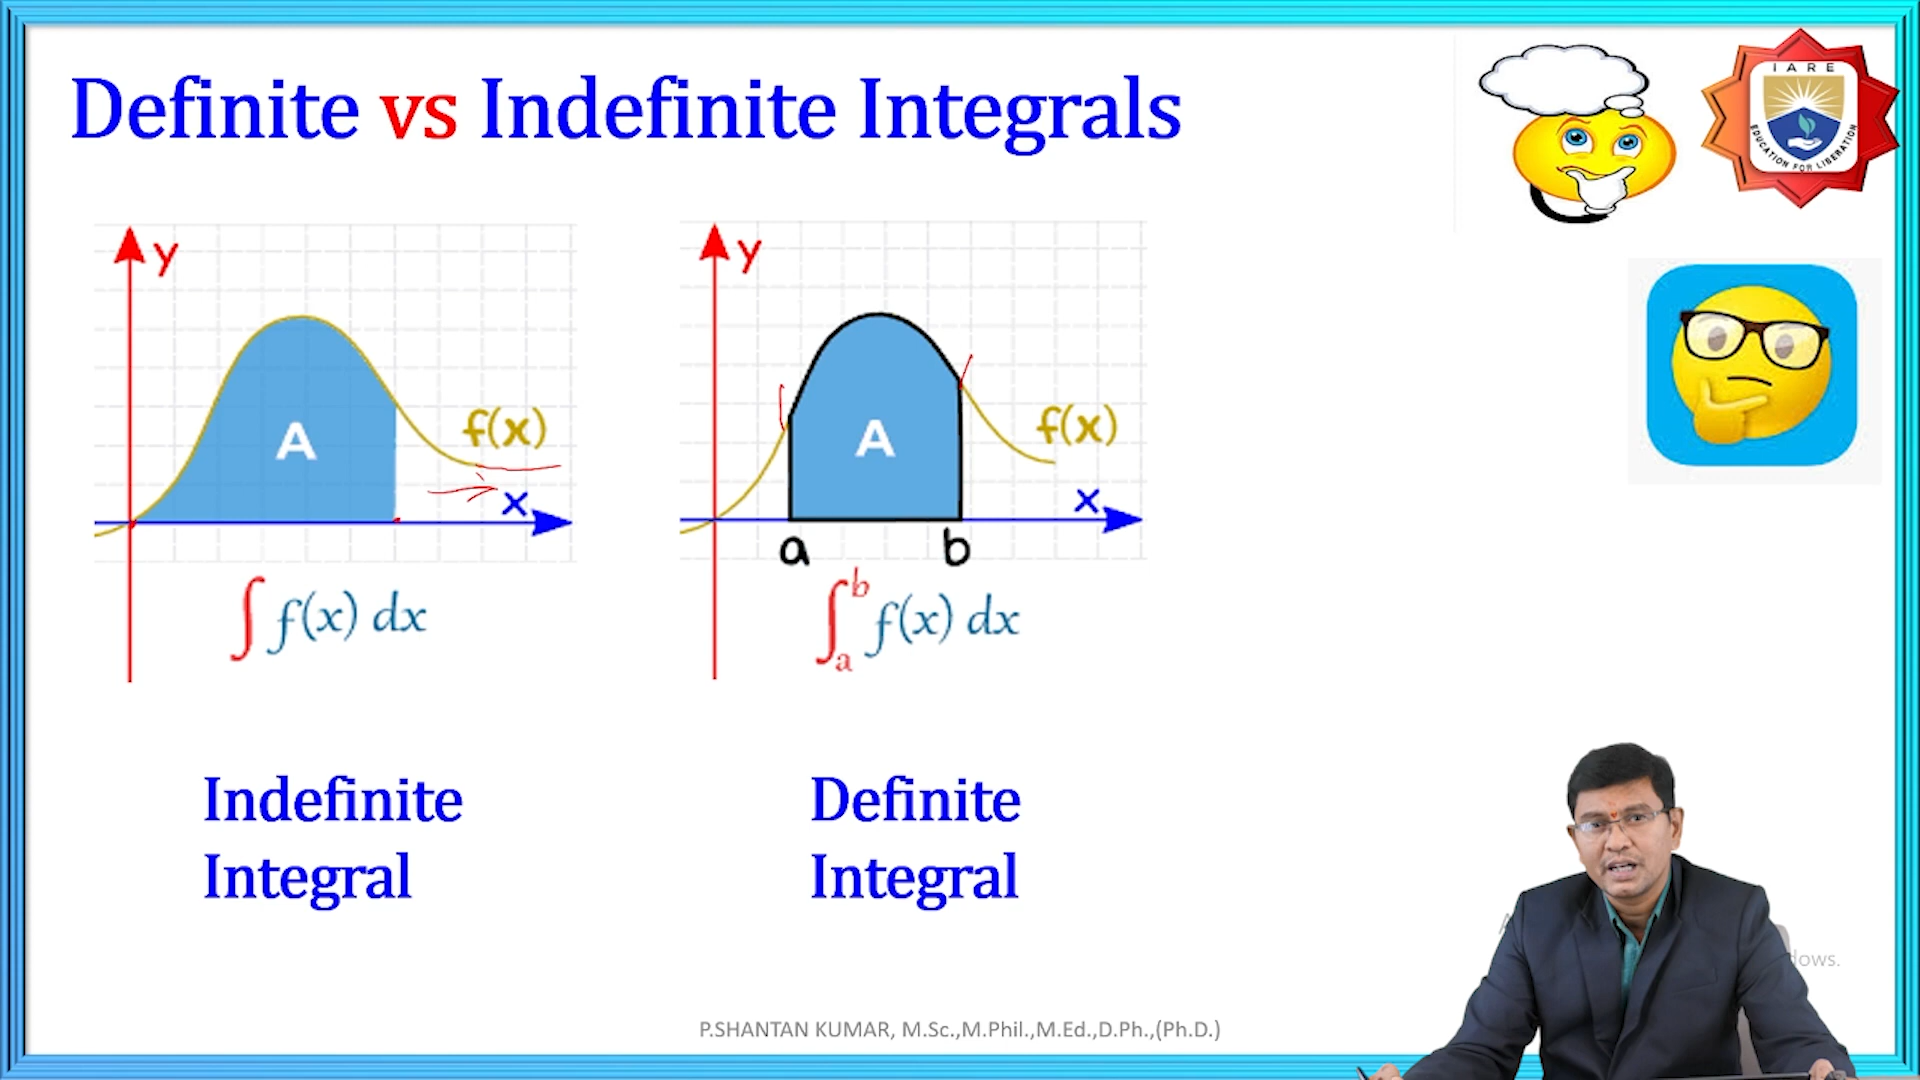 Definite vs Indefinite Integrals
IARE
EDUCATION FOR LIBERATION
y
A
f(x)
x
∫ f(x) dx
y
A
f(x)
x
a b
∫ₐᵇ f(x) dx
Indefinite
Integral
Definite
Integral
P.SHANTAN KUMAR, M.Sc.,M.Phil.,M.Ed.,D.Ph.,(Ph.D.)